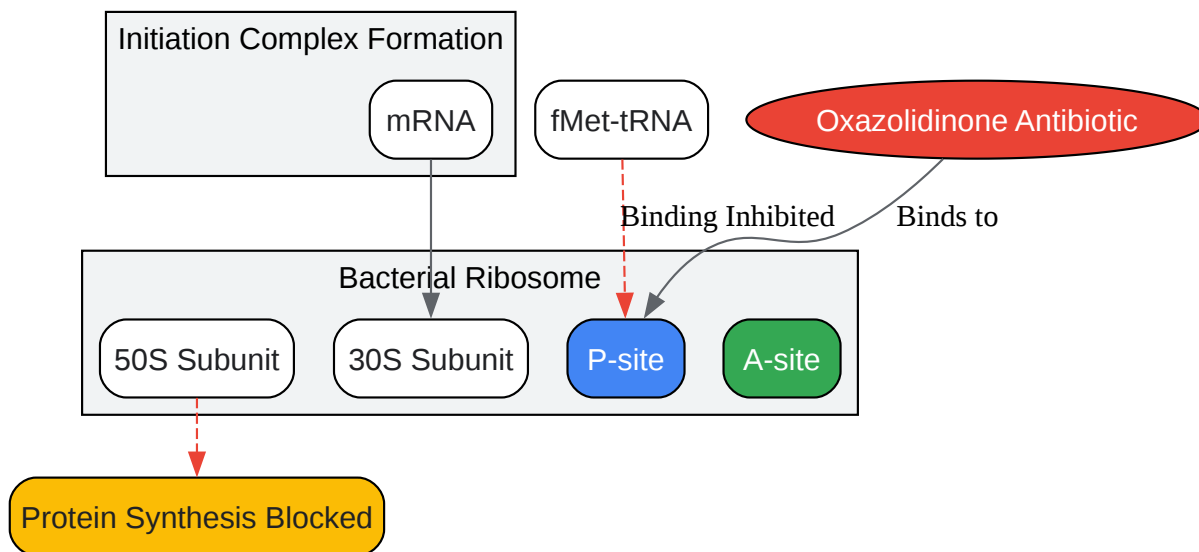 Initiation Complex Formation
mRNA
fMet-tRNA
Oxazolidinone Antibiotic
Binding Inhibited
Binds to
Bacterial Ribosome
50S Subunit
30S Subunit
P-site
A-site
Protein Synthesis Blocked